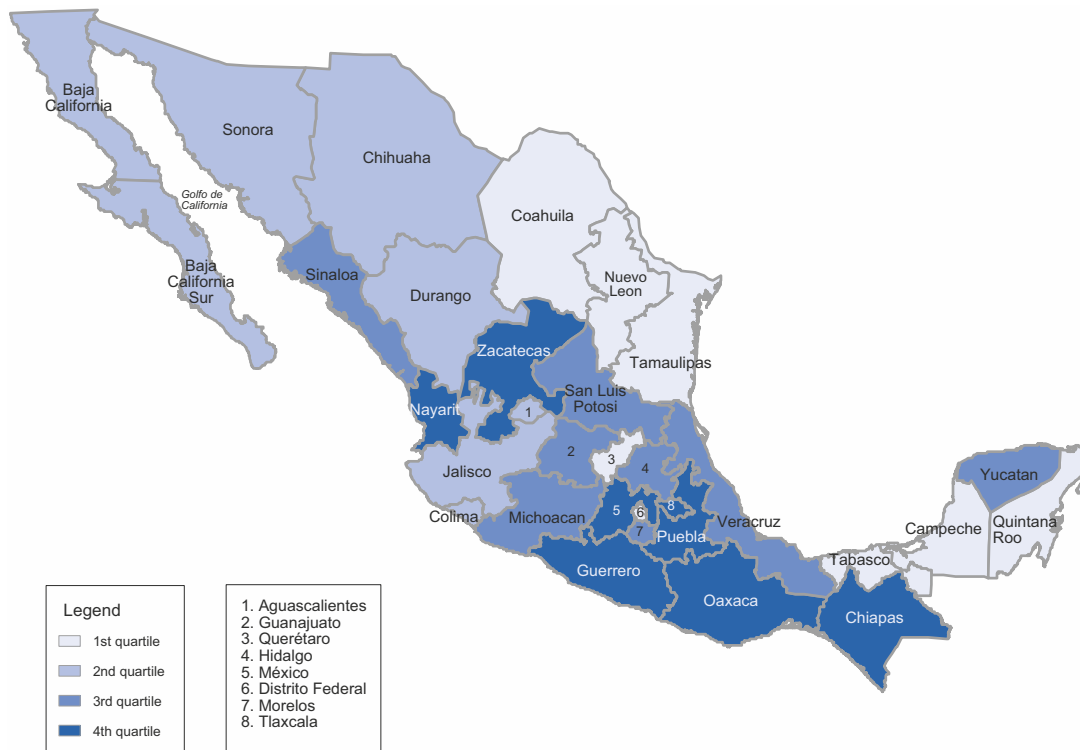 Baja
California
Sonora
Chihuaha
Golfo de
California
Coahuila
Baja
California
Sur
Sinaloa
Durango
Nuevo
Leon
Tamaulipas
Zacatecas
San Luis
Potosi
Nayarit
1
2
3
4
Jalisco
Colima
Michoacan
5
6
7
8
Puebla
Veracruz
Yucatan
Campeche
Quintana
Roo
Tabasco
Guerrero
Oaxaca
Chiapas
Legend
1st quartile
2nd quartile
3rd quartile
4th quartile
1. Aguascalientes
2. Guanajuato
3. Querétaro
4. Hidalgo
5. México
6. Distrito Federal
7. Morelos
8. Tlaxcala